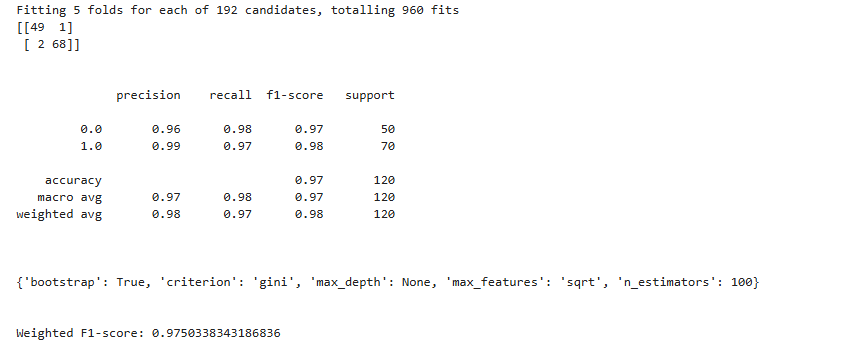 Fitting 5 folds for each of 192 candidates, totalling 960 fits
[[49  1]
 [ 2 68]]
              precision    recall  f1-score   support
         0.0       0.96      0.98      0.97        50
         1.0       0.99      0.97      0.98        70
    accuracy                           0.97       120
   macro avg       0.97      0.98      0.97       120
weighted avg       0.98      0.97      0.98       120
{'bootstrap': True, 'criterion': 'gini', 'max_depth': None, 'max_features': 'sqrt', 'n_estimators': 100}
Weighted F1-score: 0.9750338343186836